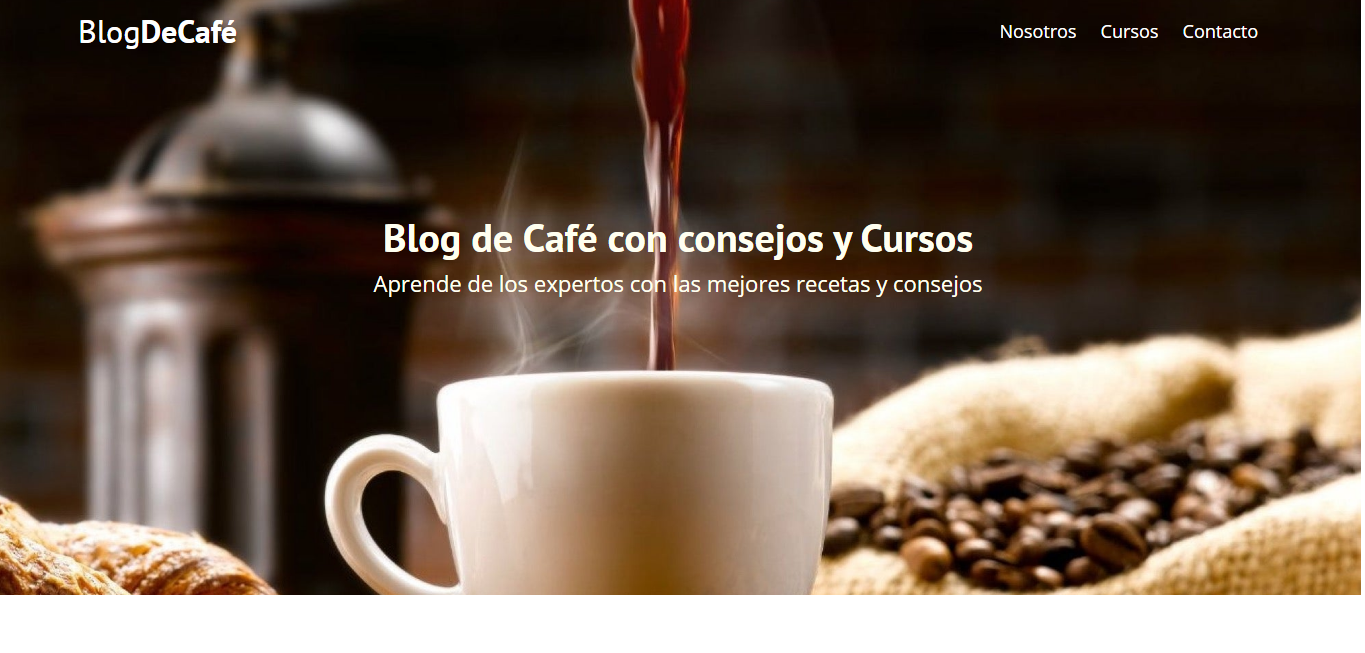 BlogDeCafé
Nosotros Cursos Contacto
Blog de Café con consejos y Cursos
Aprende de los expertos con las mejores recetas y consejos